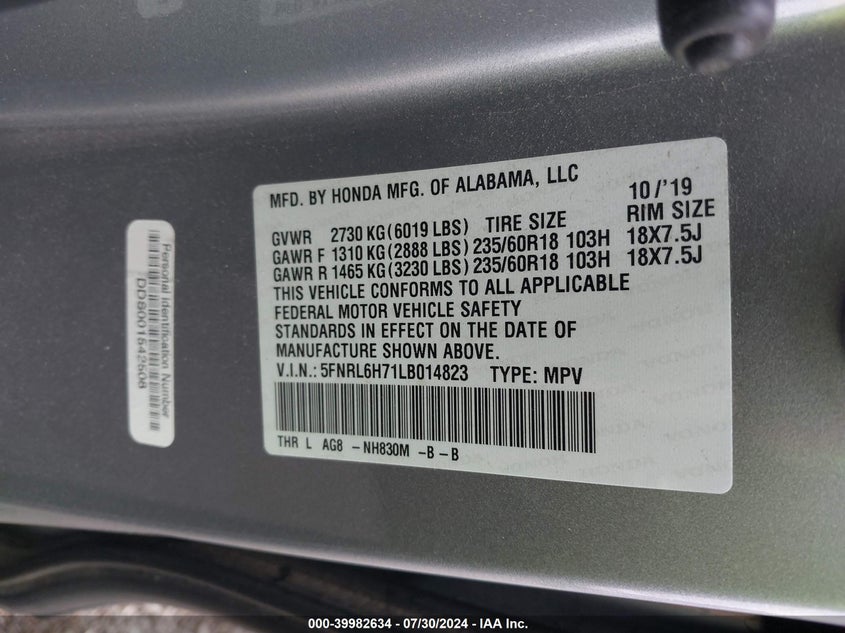 MFD. BY HONDA MFG. OF ALABAMA, LLC 10/'19
GVWR 2730 KG(6019 LBS) TIRE SIZE RIM SIZE
GAWR F 1310 KG(2888 LBS) 235/60R18 103H 18X7.5J
GAWR R 1465 KG(3230 LBS) 235/60R18 103H 18X7.5J
THIS VEHICLE CONFORMS TO ALL APPLICABLE
FEDERAL MOTOR VEHICLE SAFETY
STANDARDS IN EFFECT ON THE DATE OF
MANUFACTURE SHOWN ABOVE.
V.I.N.: 5FNRL6H71LB014823 TYPE: MPV
THR L AG8 -NH830M -B-B
Personal Identification Number
DD8001542508
000-39982634 / 07/30/2024 - IAA Inc.